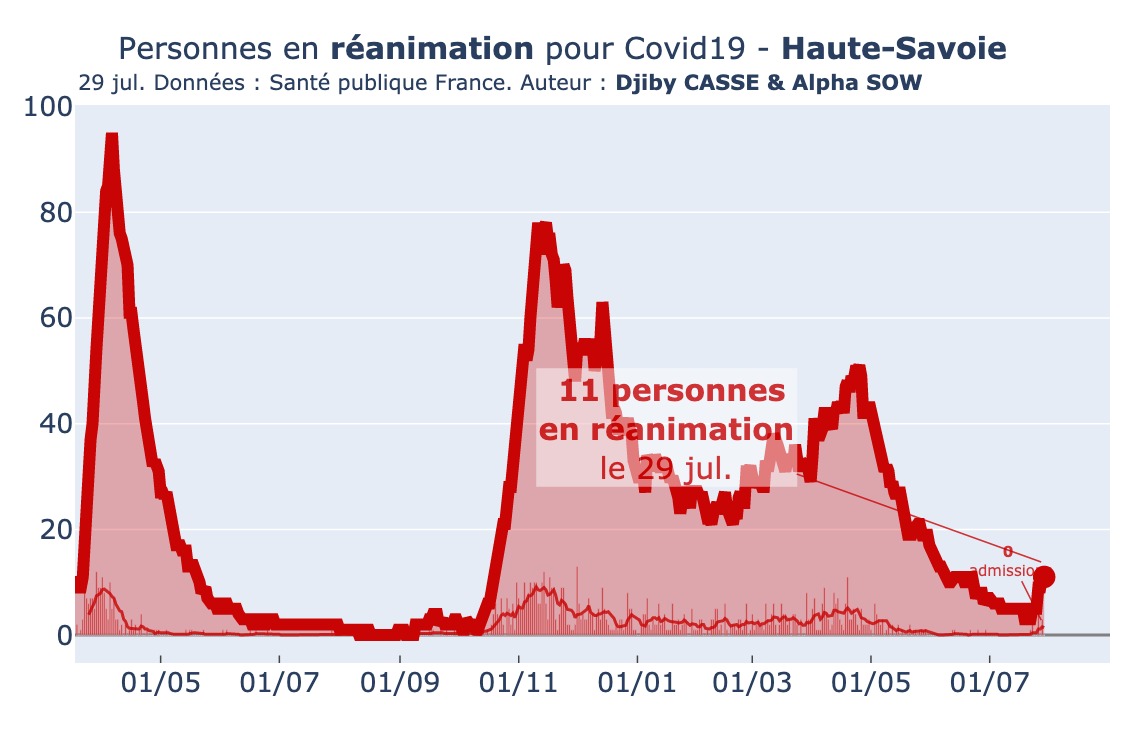 Personnes en réanimation pour Covid19 - Haute-Savoie
29 jul. Données : Santé publique France. Auteur : Djiby CASSE & Alpha SOW
100
80
60
40
20
0
11 personnes
en réanimation
le 29 jul.
0
admissio
01/05 01/07 01/09 01/11 01/01 01/03 01/05 01/07